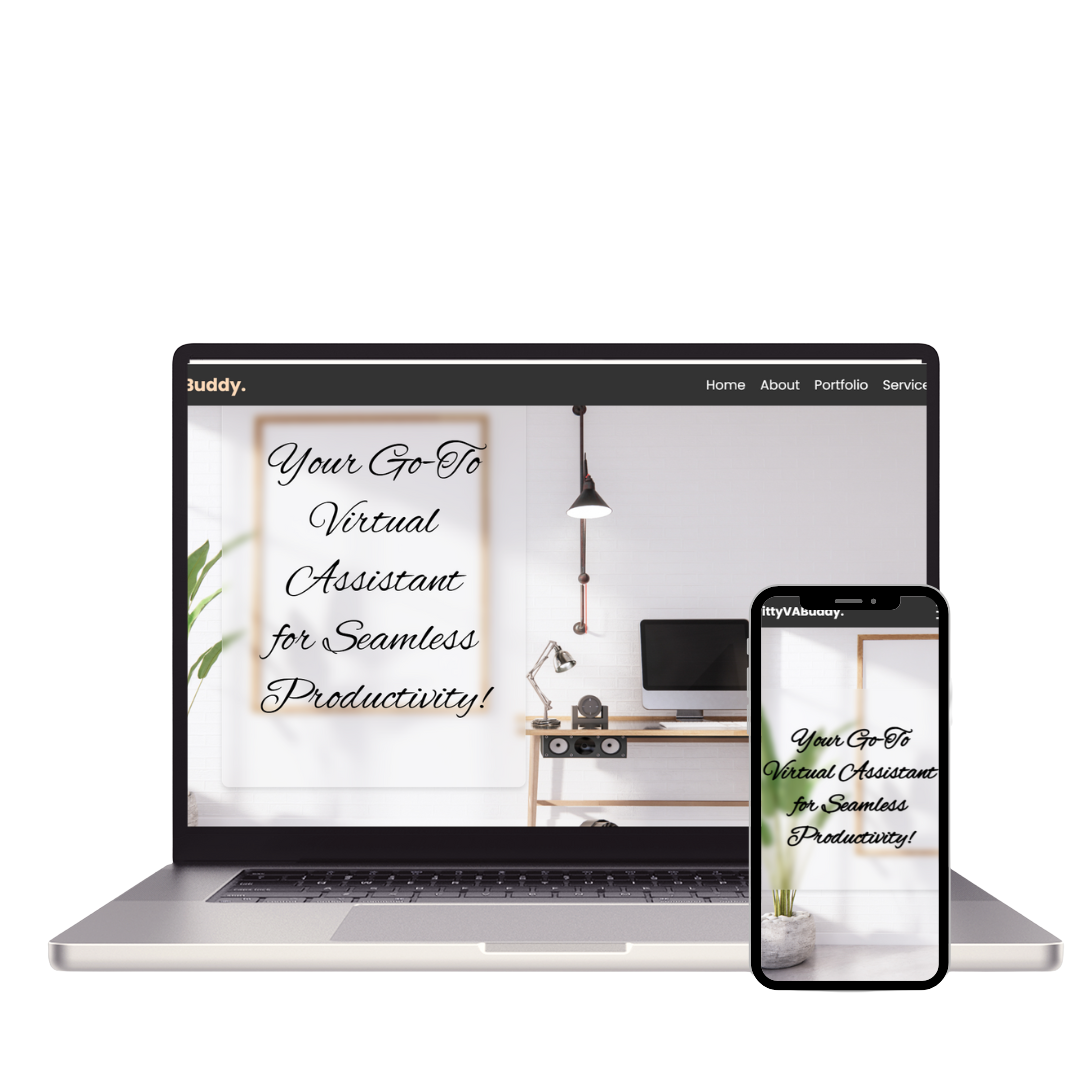 Buddy.
Home About Portfolio Service
Your Go-To
Virtual
Assistant
for Seamless
Productivity!
ittyVABuddy.
Your Go-To
Virtual Assistant
for Seamless
Productivity!